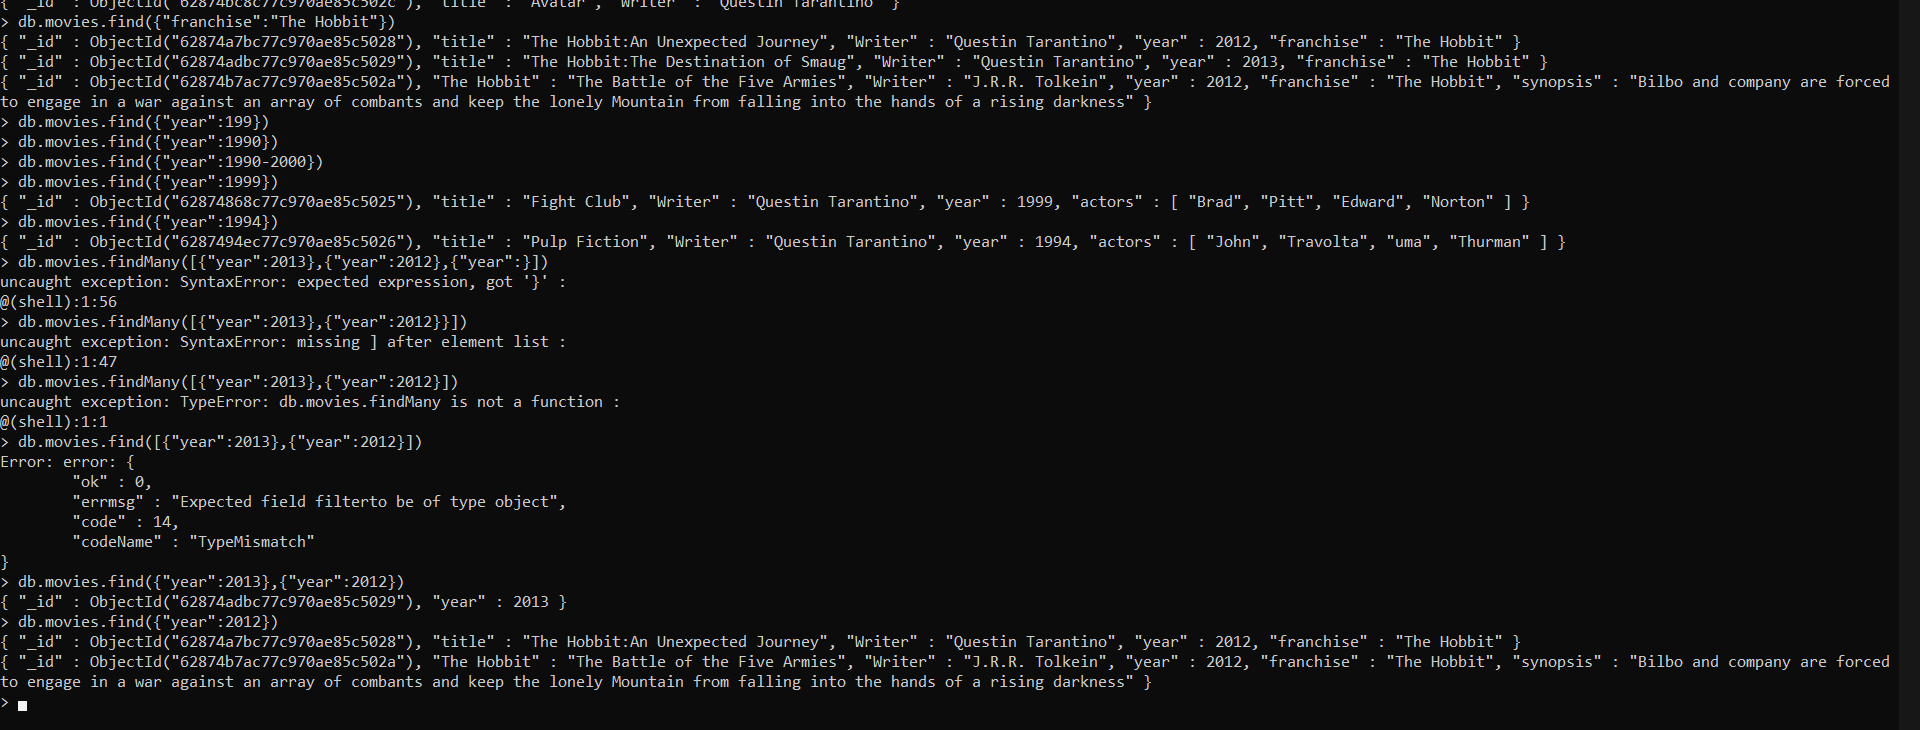 { "_id" : ObjectId("62874bc8c77c970ae85c502c"), "title" : "Avatar", "Writer" : "Questin Tarantino" }
> db.movies.find({"franchise":"The Hobbit"})
{ "_id" : ObjectId("62874a7bc77c970ae85c5028"), "title" : "The Hobbit:An Unexpected Journey", "Writer" : "Questin Tarantino", "year" : 2012, "franchise" : "The Hobbit" }
{ "_id" : ObjectId("62874adbc77c970ae85c5029"), "title" : "The Hobbit:The Destination of Smaug", "Writer" : "Questin Tarantino", "year" : 2013, "franchise" : "The Hobbit" }
{ "_id" : ObjectId("62874b7ac77c970ae85c502a"), "The Hobbit" : "The Battle of the Five Armies", "Writer" : "J.R.R. Tolkein", "year" : 2012, "franchise" : "The Hobbit", "synopsis" : "Bilbo and company are forced
to engage in a war against an array of combants and keep the lonely Mountain from falling into the hands of a rising darkness" }
> db.movies.find({"year":199})
> db.movies.find({"year":1990})
> db.movies.find({"year":1990-2000})
> db.movies.find({"year":1999})
{ "_id" : ObjectId("62874868c77c970ae85c5025"), "title" : "Fight Club", "Writer" : "Questin Tarantino", "year" : 1999, "actors" : [ "Brad", "Pitt", "Edward", "Norton" ] }
> db.movies.find({"year":1994})
{ "_id" : ObjectId("6287494ec77c970ae85c5026"), "title" : "Pulp Fiction", "Writer" : "Questin Tarantino", "year" : 1994, "actors" : [ "John", "Travolta", "uma", "Thurman" ] }
> db.movies.findMany([{"year":2013},{"year":2012},{"year":}])
uncaught exception: SyntaxError: expected expression, got '}' :
@(shell):1:56
> db.movies.findMany([{"year":2013},{"year":2012}}])
uncaught exception: SyntaxError: missing ] after element list :
@(shell):1:47
> db.movies.findMany([{"year":2013},{"year":2012}])
uncaught exception: TypeError: db.movies.findMany is not a function :
@(shell):1:1
> db.movies.find([{"year":2013},{"year":2012}])
Error: error: {
"ok" : 0,
"errmsg" : "Expected field filterto be of type object",
"code" : 14,
"codeName" : "TypeMismatch"
}
> db.movies.find({"year":2013},{"year":2012})
{ "_id" : ObjectId("62874adbc77c970ae85c5029"), "year" : 2013 }
> db.movies.find({"year":2012})
{ "_id" : ObjectId("62874a7bc77c970ae85c5028"), "title" : "The Hobbit:An Unexpected Journey", "Writer" : "Questin Tarantino", "year" : 2012, "franchise" : "The Hobbit" }
{ "_id" : ObjectId("62874b7ac77c970ae85c502a"), "The Hobbit" : "The Battle of the Five Armies", "Writer" : "J.R.R. Tolkein", "year" : 2012, "franchise" : "The Hobbit", "synopsis" : "Bilbo and company are forced
to engage in a war against an array of combants and keep the lonely Mountain from falling into the hands of a rising darkness" }
>